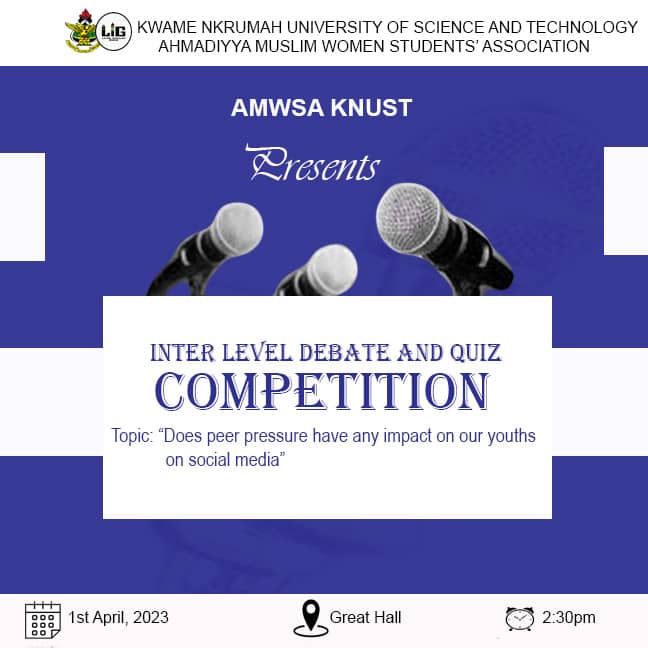 LIG
KWAME NKRUMAH UNIVERSITY OF SCIENCE AND TECHNOLOGY
AHMADIYYA MUSLIM WOMEN STUDENTS’ ASSOCIATION
AMWSA KNUST
Presents
INTER LEVEL DEBATE AND QUIZ
COMPETITION
Topic: “Does peer pressure have any impact on our youths
on social media”
1st April, 2023
Great Hall
2:30pm